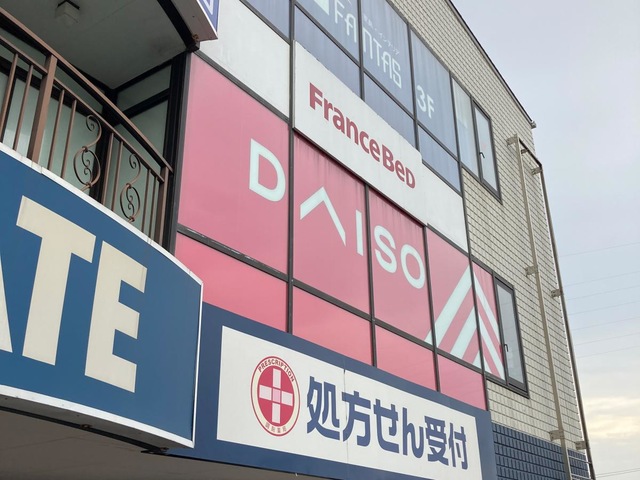 FANTAS 3F
FranceBeD
DAISO
ATE
PRESCRIPTION
処方せん受付